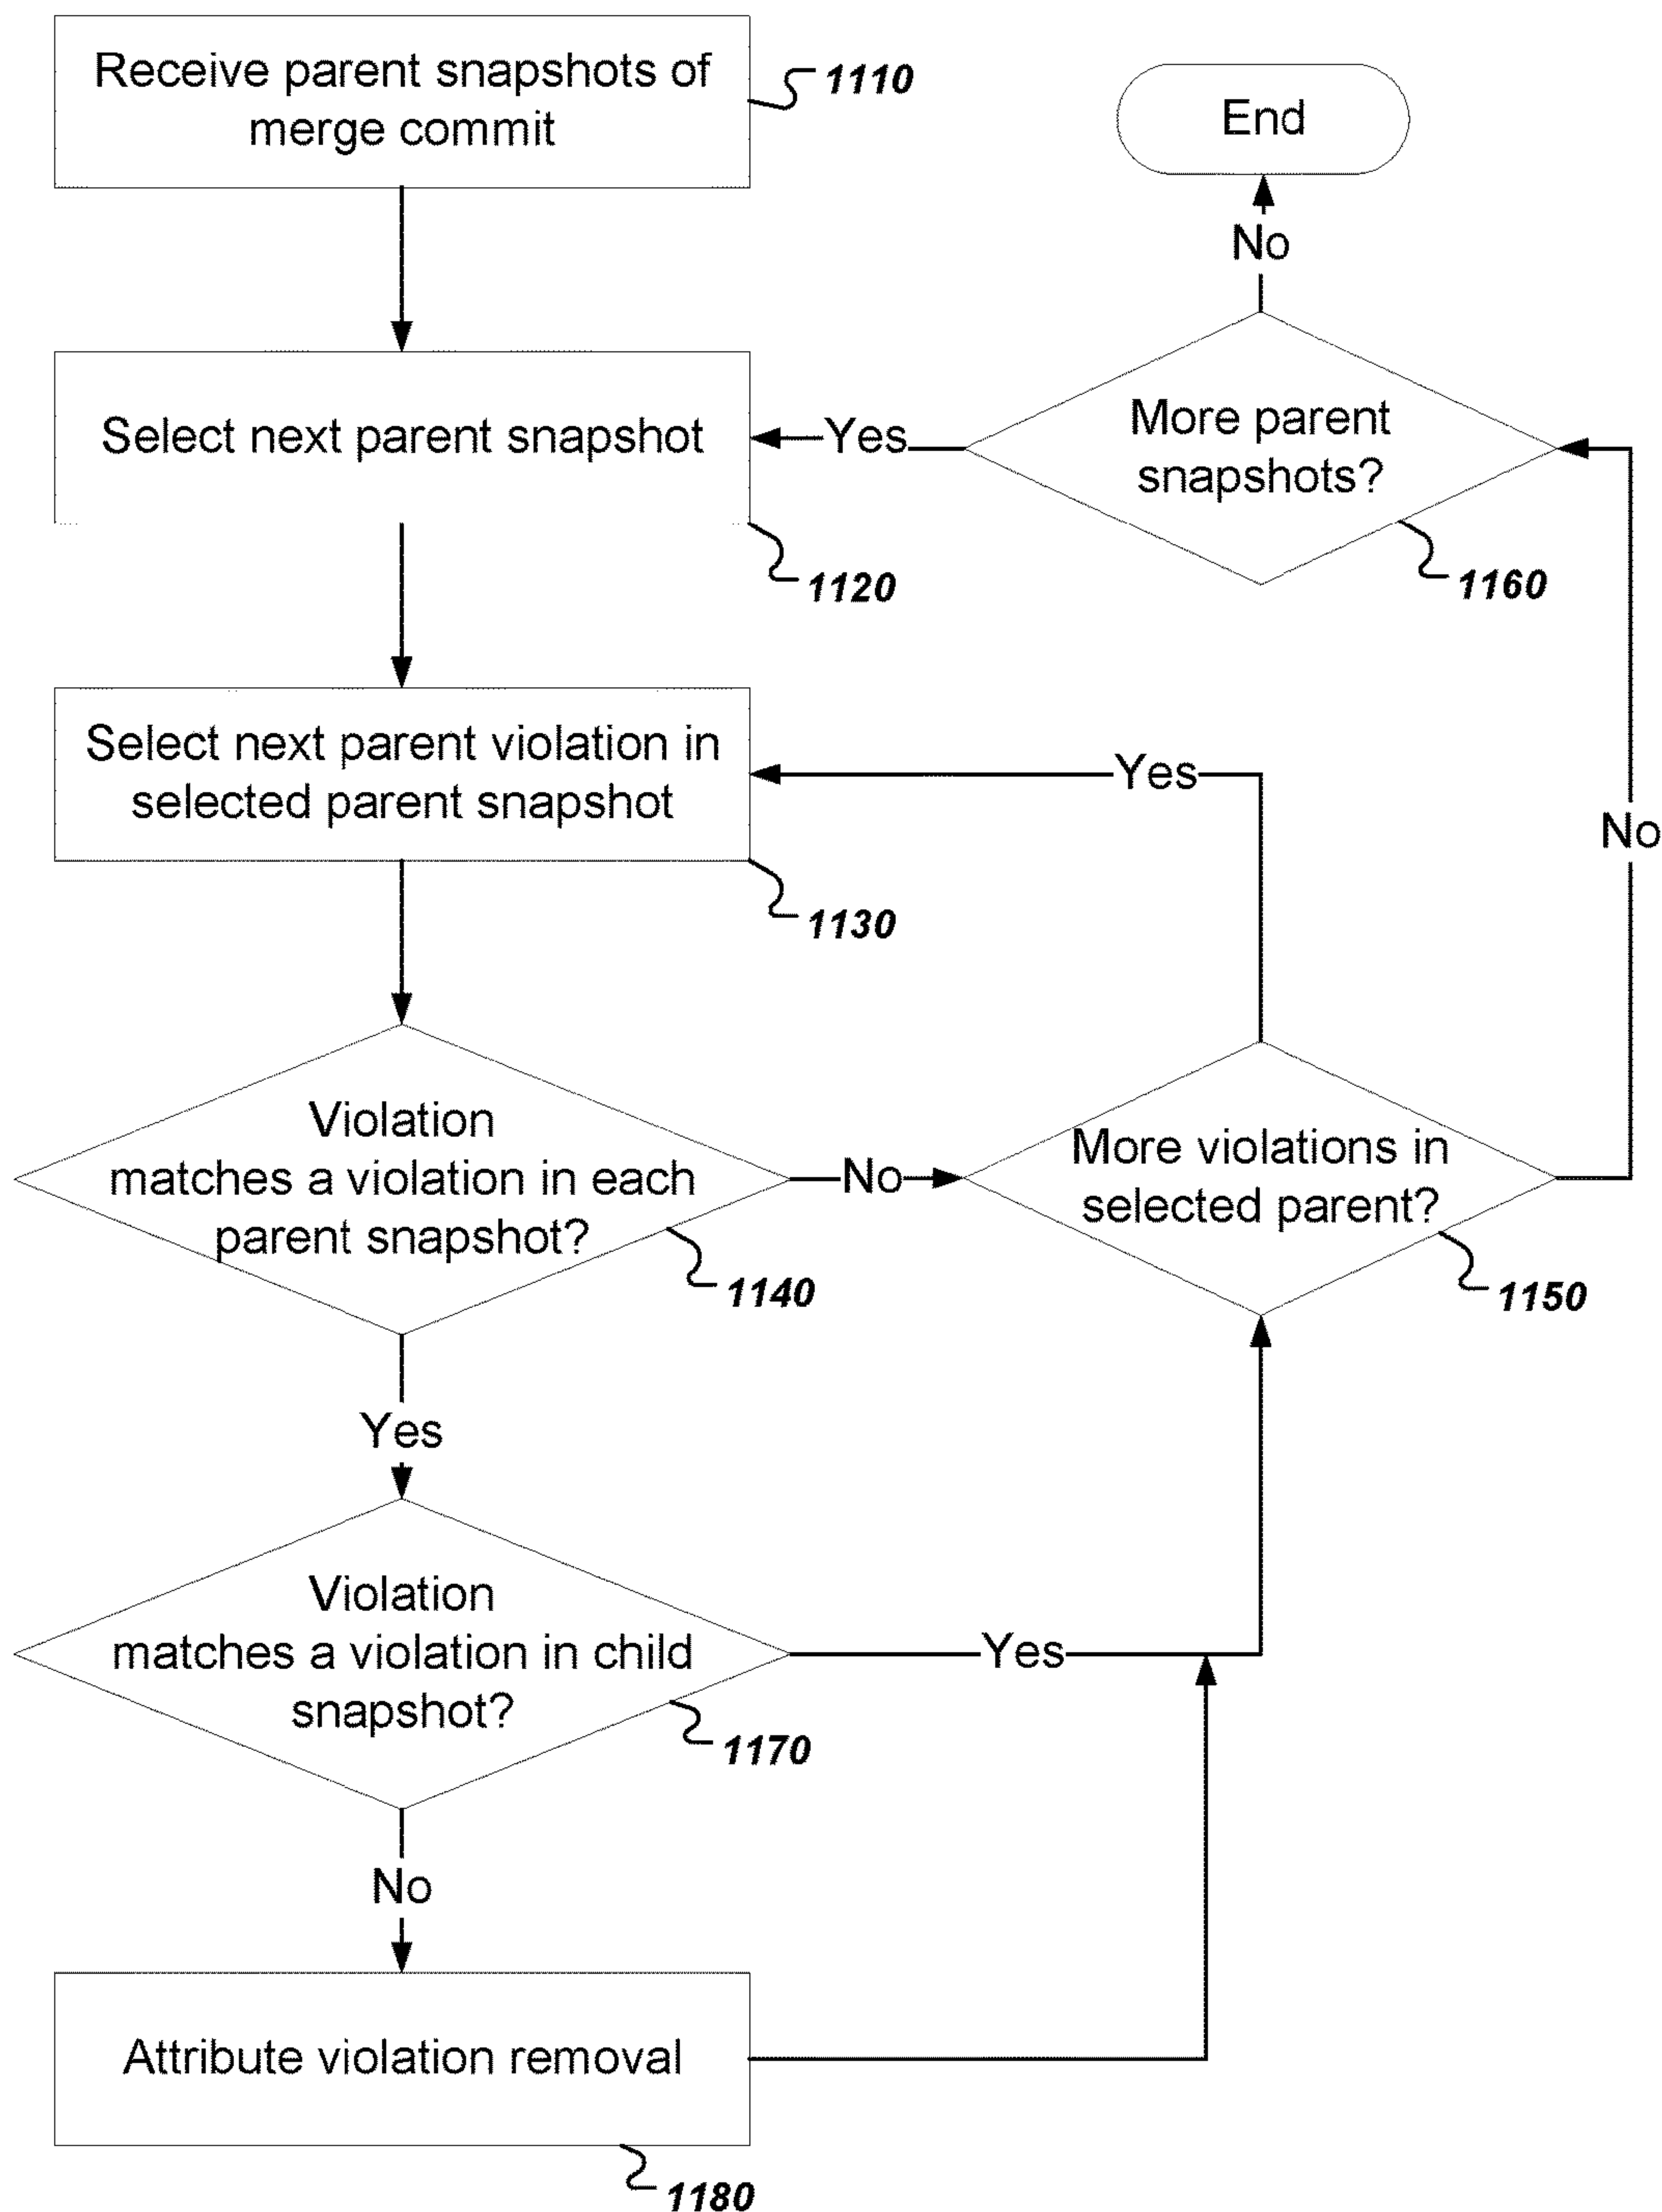 Receive parent snapshots of
merge commit
1110
End
No
Select next parent snapshot
1120
Yes
More parent
snapshots?
1160
Select next parent violation in
selected parent snapshot
1130
Yes
No
Violation
matches a violation in each
parent snapshot?
1140
No
More violations in
selected parent?
1150
Yes
Violation
matches a violation in child
snapshot?
1170
Yes
No
Attribute violation removal
1180